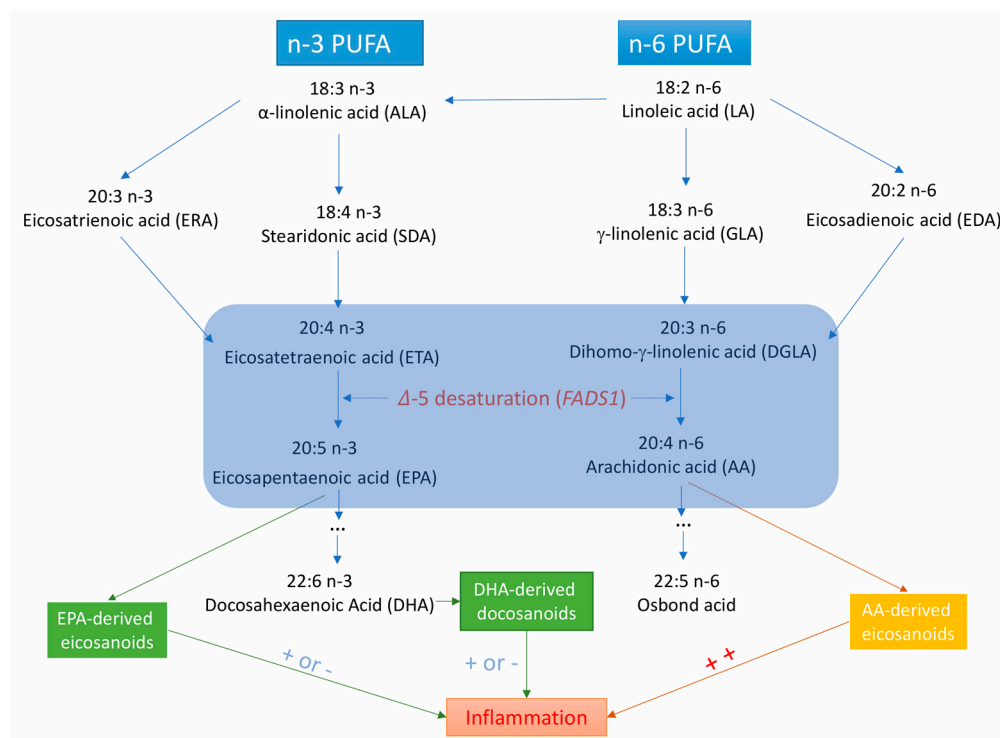 n-3 PUFA
n-6 PUFA
18:3 n-3
α-linolenic acid (ALA)
18:2 n-6
Linoleic acid (LA)
20:3 n-3
Eicosatrienoic acid (ERA)
18:4 n-3
Stearidonic acid (SDA)
18:3 n-6
γ-linolenic acid (GLA)
20:2 n-6
Eicosadienoic acid (EDA)
20:4 n-3
Eicosatetraenoic acid (ETA)
20:3 n-6
Dihomo-γ-linolenic acid (DGLA)
Δ-5 desaturation (FADS1)
20:5 n-3
Eicosapentaenoic acid (EPA)
20:4 n-6
Arachidonic acid (AA)
...
...
22:6 n-3
Docosahexaenoic Acid (DHA)
DHA-derived
docosanoids
22:5 n-6
Osbond acid
EPA-derived
eicosanoids
AA-derived
eicosanoids
+ or -
+ or -
+ +
Inflammation